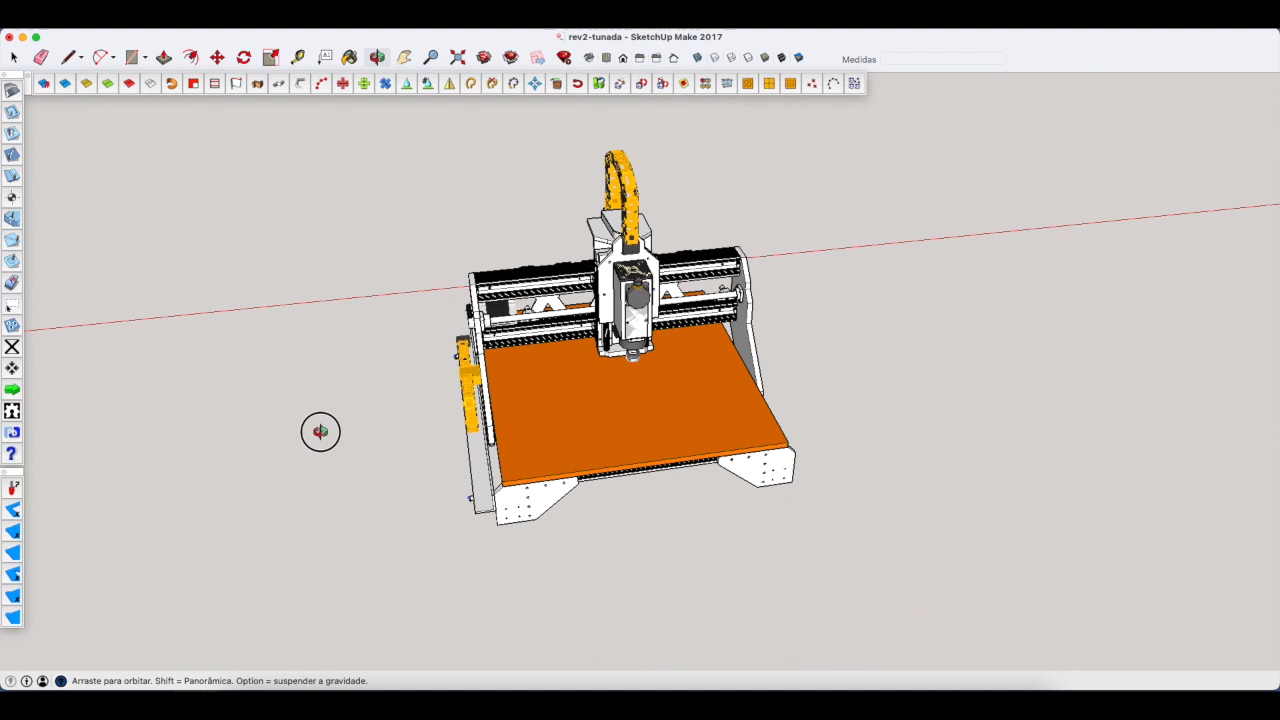 rev2-tunada - SketchUp Make 2017
Medidas
Arraste para orbitar. Shift = Panorâmica. Option = suspender a gravidade.